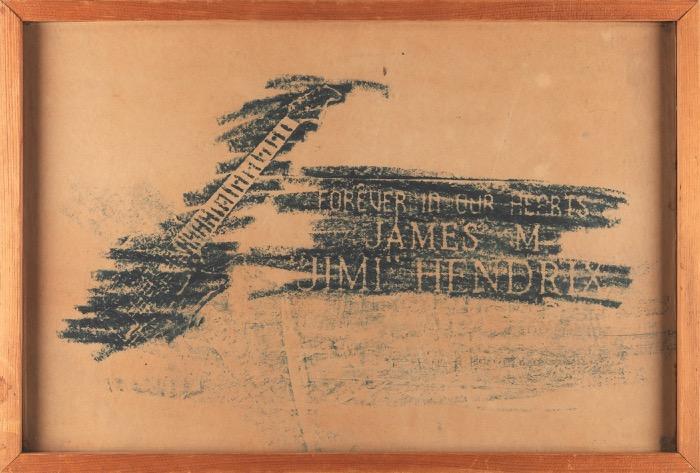 FOREVER IN OUR HEARTS
JAMES M.
"JIMI" HENDRIX